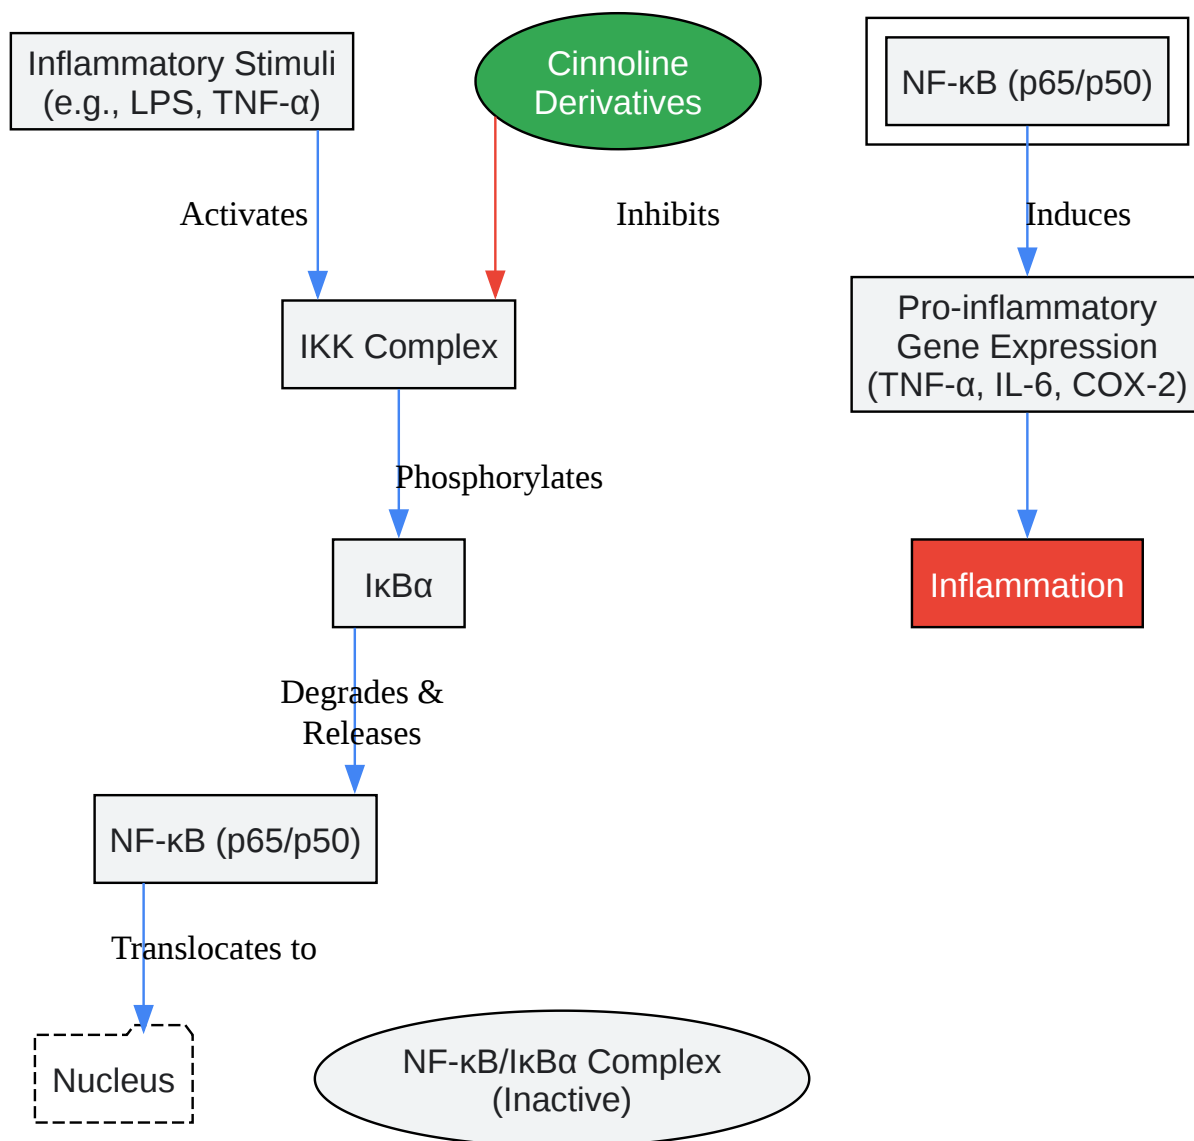 Inflammatory Stimuli
(e.g., LPS, TNF-α)
Cinnoline
Derivatives
NF-κB (p65/p50)
Activates
Inhibits
Induces
IKK Complex
Pro-inflammatory
Gene Expression
(TNF-α, IL-6, COX-2)
Phosphorylates
IκBα
Inflammation
Degrades &
Releases
NF-κB (p65/p50)
Translocates to
Nucleus
NF-κB/IκBα Complex
(Inactive)